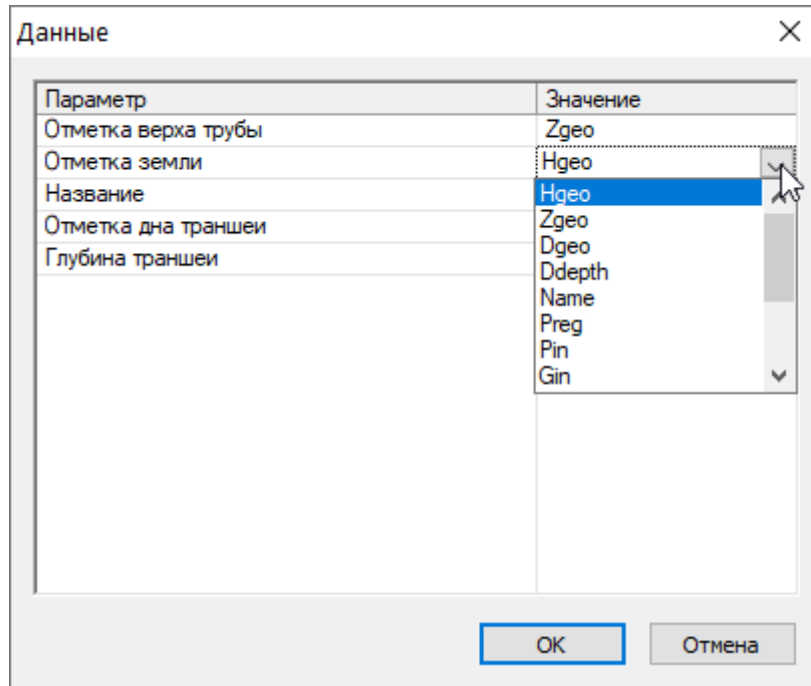 Данные
Параметр Значение
Отметка верха трубы Zgeo
Отметка земли Hgeo
Название Hgeo
Zgeo
Отметка дна траншеи Dgeo
Глубина траншеи Ddepth
Name
Preg
Pin
Gin
OK Отмена